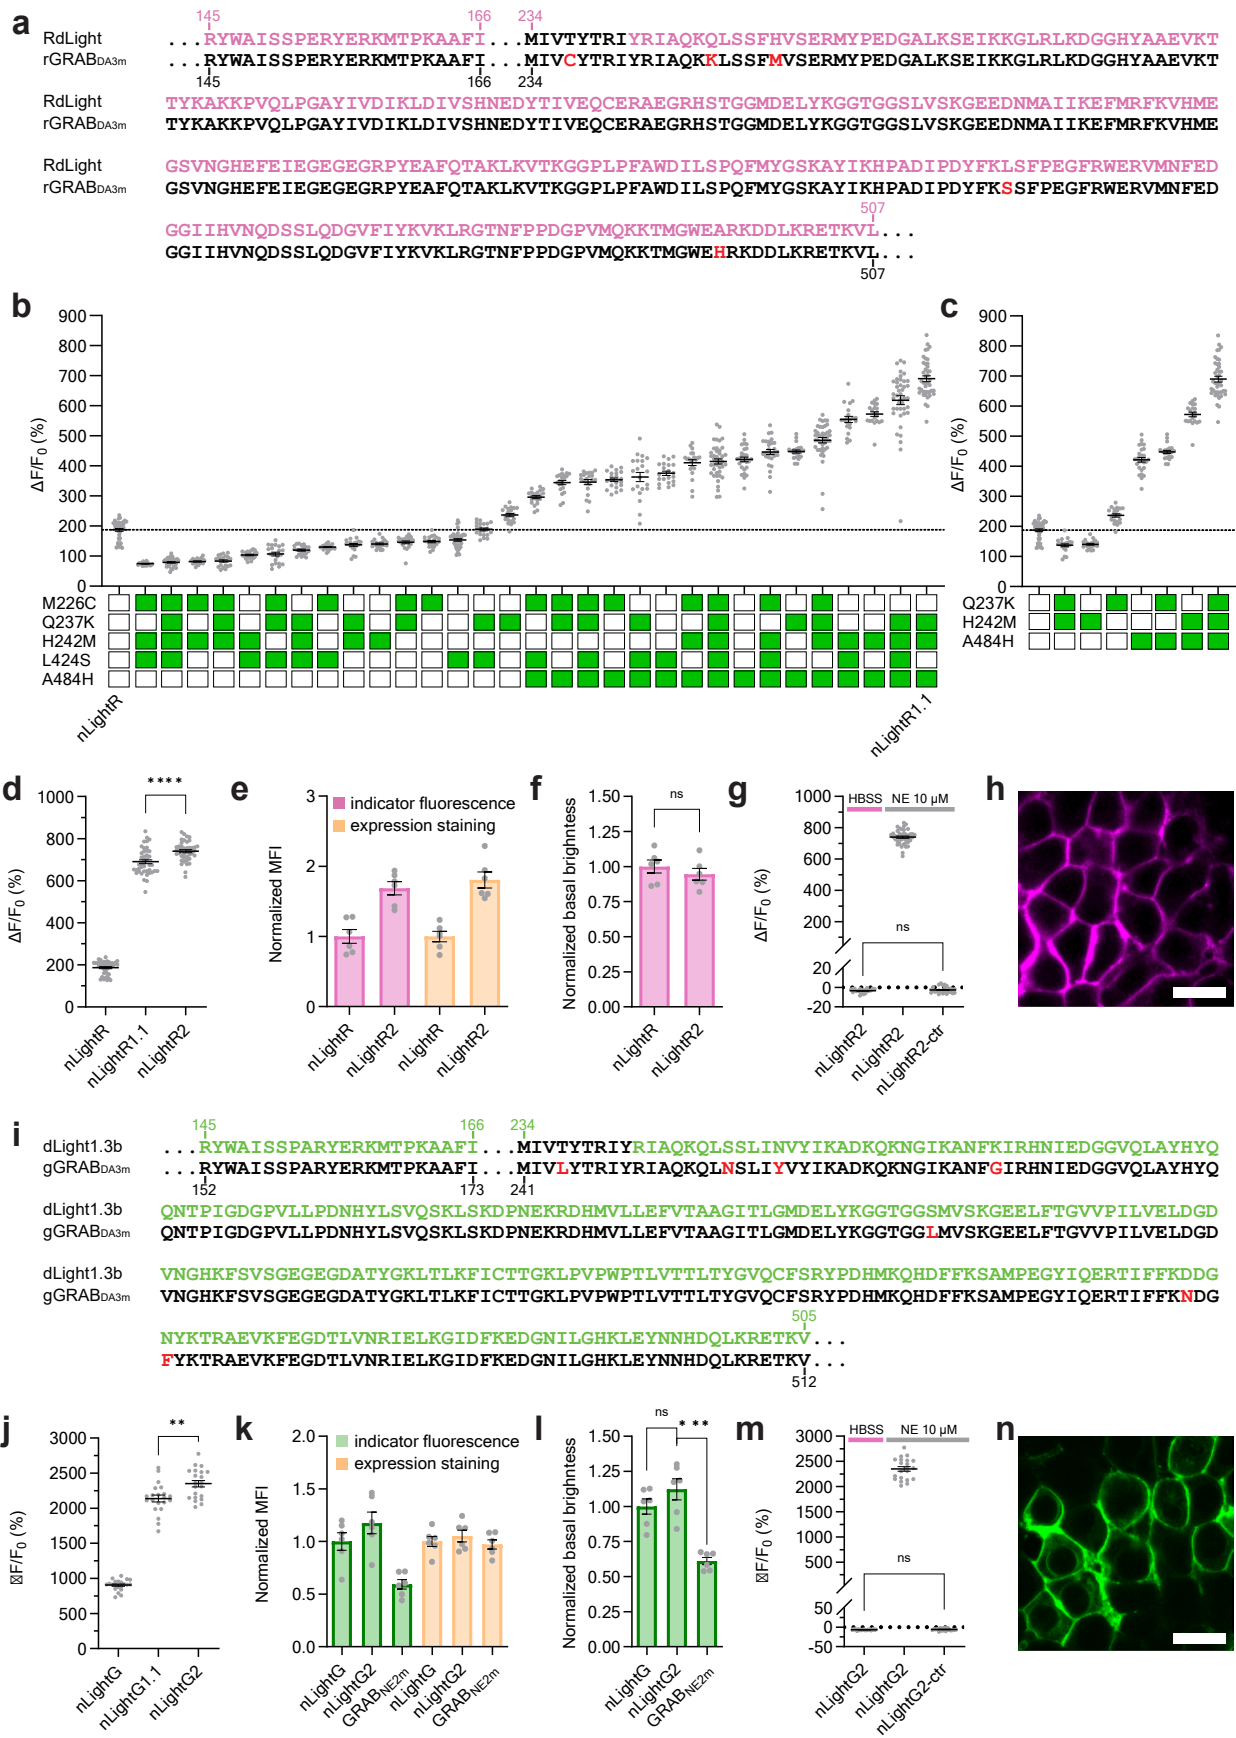 a
145 166 234
RdLight ...RYWAISSPERYERKMTPKAAFI...MIVTYTRIYRIAQKQLSSFHVSERMYPEDGALKSEIKKGLRLKDGGHYAAEVKT
rGRABDA3m ...RYWAISSPERYERKMTPKAAFI...MIVCYTRIYRIAQKKLSSFMVSERMYPEDGALKSEIKKGLRLKDGGHYAAEVKT
145 166 234
RdLight TYKAKKPVQLPGAYIVDIKLDIVSHNEDYTIVEQCERAEGRHSTGGMDELYKGGTGGSLVSKGEEDNMAIIKEFMRFKVHME
rGRABDA3m TYKAKKPVQLPGAYIVDIKLDIVSHNEDYTIVEQCERAEGRHSTGGMDELYKGGTGGSLVSKGEEDNMAIIKEFMRFKVHME
RdLight GSVNGHEFEIEGEGEGRPYEAFQTAKLKVTKGGPLPFAWDILSPQFMYGSKAYIKHPADIPDYFKLSFPEGFRWERVMNFED
rGRABDA3m GSVNGHEFEIEGEGEGRPYEAFQTAKLKVTKGGPLPFAWDILSPQFMYGSKAYIKHPADIPDYFKSSFPEGFRWERVMNFED
507
GGIIHVNQDSSLQDGVFIYKVKLRGTNFPPDGPVMQKKTMGWEARKDDLKRETKVL...
GGIIHVNQDSSLQDGVFIYKVKLRGTNFPPDGPVMQKKTMGWEHRKDDLKRETKVL...
507
b
ΔF/F0 (%)
900
800
700
600
500
400
300
200
100
0
M226C
Q237K
H242M
L424S
A484H
nLightR
nLightR1.1
c
ΔF/F0 (%)
900
800
700
600
500
400
300
200
100
0
Q237K
H242M
A484H
d
****
ΔF/F0 (%)
1000
800
600
400
200
0
nLightR
nLightR1.1
nLightR2
e
indicator fluorescence
expression staining
Normalized MFI
3
2
1
0
nLightR
nLightR2
nLightR
nLightR2
f
ns
Normalized basal brighntess
1.50
1.25
1.00
0.75
0.50
0.25
0.00
nLightR
nLightR2
g
HBSS NE 10 µM
ns
ΔF/F0 (%)
1000
900
800
700
600
500
400
200
20
0
-20
nLightR2
nLightR2
nLightR2-ctr
h
i
145 166 234
dLight1.3b ...RYWAISSPARYERKMTPKAAFI...MIVTYTRIYRIAQKQLSSLINVYIKADKQKNGIKANFKIRHNIEDGGVQLAYHYQ
gGRABDA3m ...RYWAISSPARYERKMTPKAAFI...MIVLYTRIYRIAQKQLNSLIYVYIKADKQKNGIKANFGIRHNIEDGGVQLAYHYQ
152 173 241
dLight1.3b QNTPIGDGPVLLPDNHYLSVQSKLSKDPNEKRDHMVLLEFVTAAGITLGMDELYKGGTGGSMVSKGEELFTGVVPILVELDGD
gGRABDA3m QNTPIGDGPVLLPDNHYLSVQSKLSKDPNEKRDHMVLLEFVTAAGITLGMDELYKGGTGGLMVSKGEELFTGVVPILVELDGD
dLight1.3b VNGHKFSVSGEGEGDATYGKLTLKFICTTGKLPVPWPTLVTTLTYGVQCFSRYPDHMKQHDFFKSAMPEGYIQERTIFFKDDG
gGRABDA3m VNGHKFSVSGEGEGDATYGKLTLKFICTTGKLPVPWPTLVTTLTYGVQCFSRYPDHMKQHDFFKSAMPEGYIQERTIFFKNDG
505
NYKTRAEVKFEGDTLVNRIELKGIDFKEDGNILGHKLEYNNHDQLKRETKV...
FYKTRAEVKFEGDTLVNRIELKGIDFKEDGNILGHKLEYNNHDQLKRETKV...
512
j
**
F/F0 (%)
3000
2500
2000
1500
1000
500
0
nLightG
nLightG1.1
nLightG2
k
indicator fluorescence
expression staining
Normalized MFI
2.0
1.5
1.0
0.5
0.0
nLightG
nLightG2
GRABNE2m
nLightG
nLightG2
GRABNE2m
l
ns
* ***
Normalized basal brighntess
1.50
1.25
1.00
0.75
0.50
0.25
0.00
nLightG
nLightG2
GRABNE2m
m
HBSS NE 10 µM
ns
F/F0 (%)
3000
2500
2000
1500
1000
500
50
0
-50
nLightG2
nLightG2
nLightG2-ctr
n